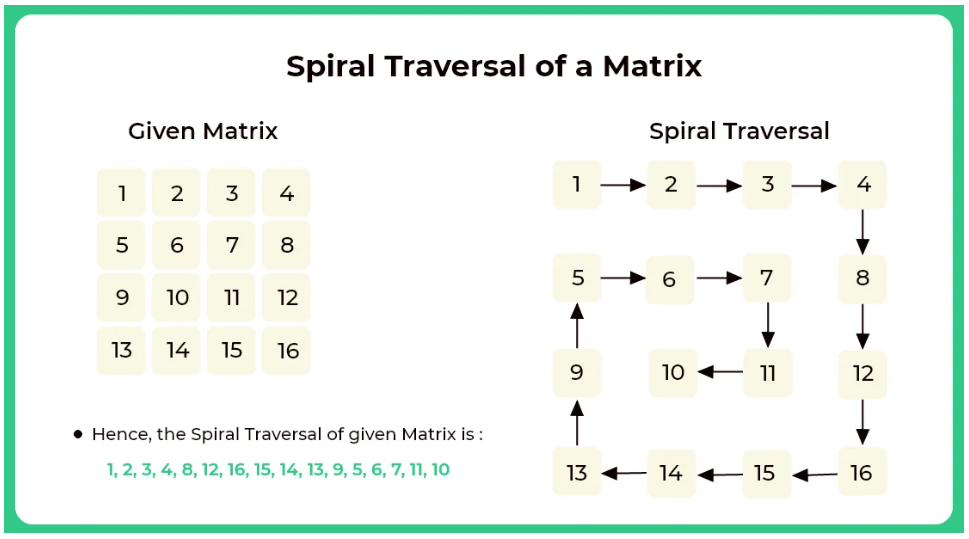 Spiral Traversal of a Matrix
Given Matrix
1 2 3 4
5 6 7 8
9 10 11 12
13 14 15 16
• Hence, the Spiral Traversal of given Matrix is :
1, 2, 3, 4, 8, 12, 16, 15, 14, 13, 9, 5, 6, 7, 11, 10
Spiral Traversal
1 2 3 4
5 6 7 8
9 10 11 12
13 14 15 16